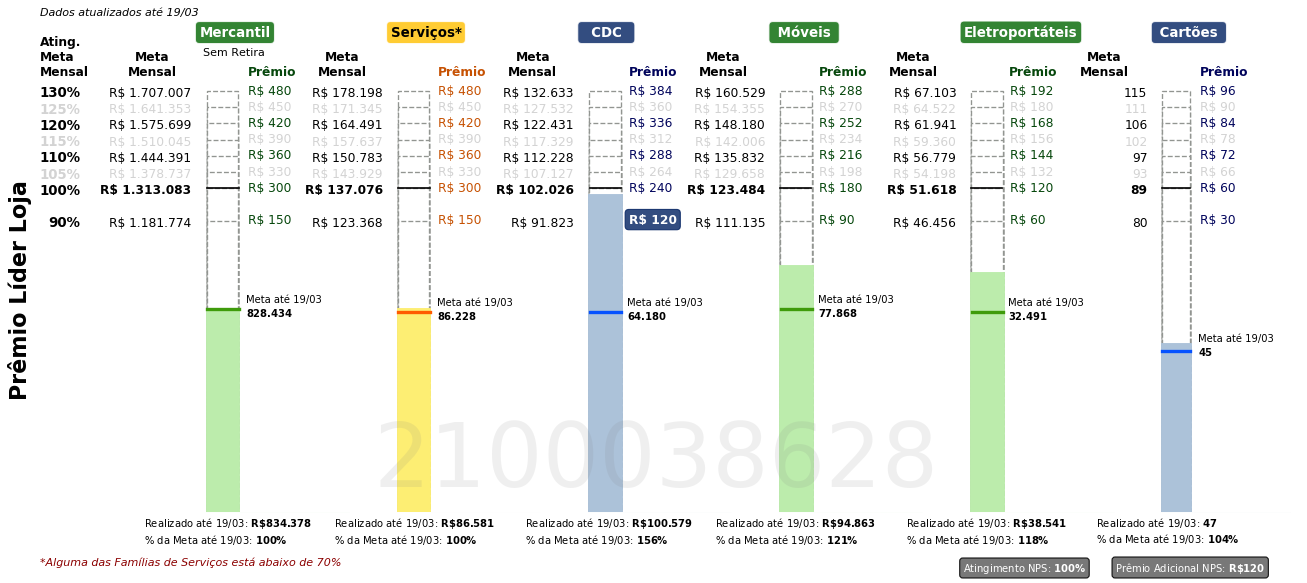 Dados atualizados até 19/03
Mercantil Serviços* CDC Móveis Eletroportáteis Cartões
Sem Retira
Ating. Meta Mensal Meta Mensal Prêmio Meta Mensal Prêmio Meta Mensal Prêmio Meta Mensal Prêmio Meta Mensal Prêmio Meta Mensal Prêmio
130% R$ 1.707.007 R$ 480 R$ 178.198 R$ 480 R$ 132.633 R$ 384 R$ 160.529 R$ 288 R$ 67.103 R$ 192 115 R$ 96
125% R$ 1.641.353 R$ 450 R$ 171.345 R$ 450 R$ 127.532 R$ 360 R$ 154.355 R$ 270 R$ 64.522 R$ 180 111 R$ 90
120% R$ 1.575.699 R$ 420 R$ 164.491 R$ 420 R$ 122.431 R$ 336 R$ 148.180 R$ 252 R$ 61.941 R$ 168 106 R$ 84
115% R$ 1.510.045 R$ 390 R$ 157.637 R$ 390 R$ 117.329 R$ 312 R$ 142.006 R$ 234 R$ 59.360 R$ 156 102 R$ 78
110% R$ 1.444.391 R$ 360 R$ 150.783 R$ 360 R$ 112.228 R$ 288 R$ 135.832 R$ 216 R$ 56.779 R$ 144 97 R$ 72
105% R$ 1.378.737 R$ 330 R$ 143.929 R$ 330 R$ 107.127 R$ 264 R$ 129.658 R$ 198 R$ 54.198 R$ 132 93 R$ 66
100% R$ 1.313.083 R$ 300 R$ 137.076 R$ 300 R$ 102.026 R$ 240 R$ 123.484 R$ 180 R$ 51.618 R$ 120 89 R$ 60
90% R$ 1.181.774 R$ 150 R$ 123.368 R$ 150 R$ 91.823 R$ 120 R$ 111.135 R$ 90 R$ 46.456 R$ 60 80 R$ 30
Prêmio Líder Loja
Meta até 19/03 Meta até 19/03 Meta até 19/03 Meta até 19/03 Meta até 19/03
828.434 86.228 64.180 77.868 32.491
Meta até 19/03
45
2100038628
Realizado até 19/03: R$834.378 Realizado até 19/03: R$86.581 Realizado até 19/03: R$100.579 Realizado até 19/03: R$94.863 Realizado até 19/03: R$38.541 Realizado até 19/03: 47
% da Meta até 19/03: 100% % da Meta até 19/03: 100% % da Meta até 19/03: 156% % da Meta até 19/03: 121% % da Meta até 19/03: 118% % da Meta até 19/03: 104%
*Alguma das Famílias de Serviços está abaixo de 70% Atingimento NPS: 100% Prêmio Adicional NPS: R$120